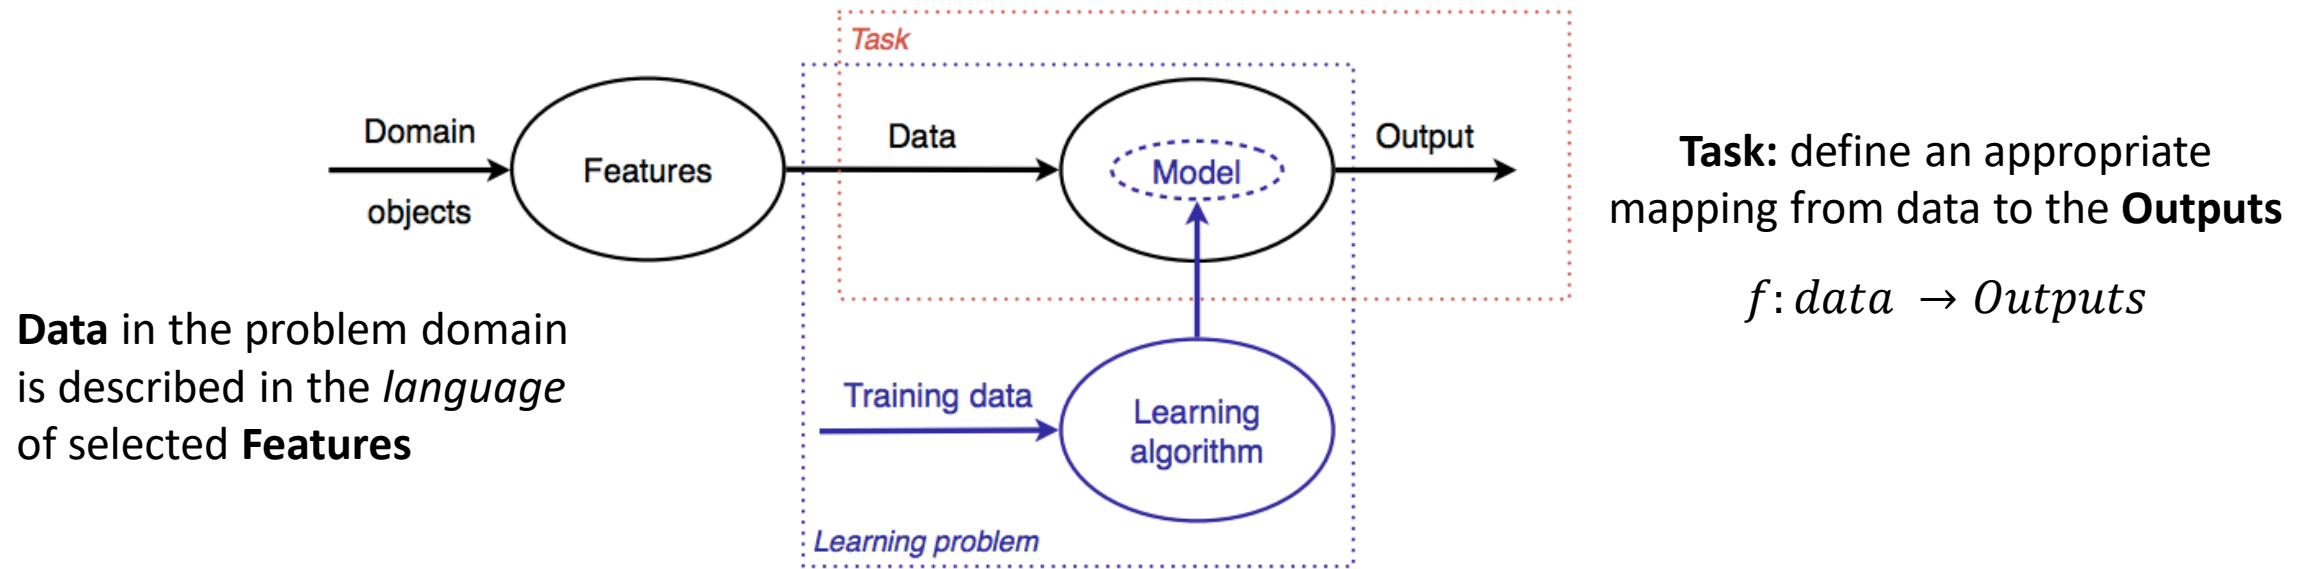 Task
Domain
objects
Features
Data
Model
Output
Task: define an appropriate
mapping from data to the Outputs
f: data → Outputs
Data in the problem domain
is described in the language
of selected Features
Training data
Learning
algorithm
Learning problem